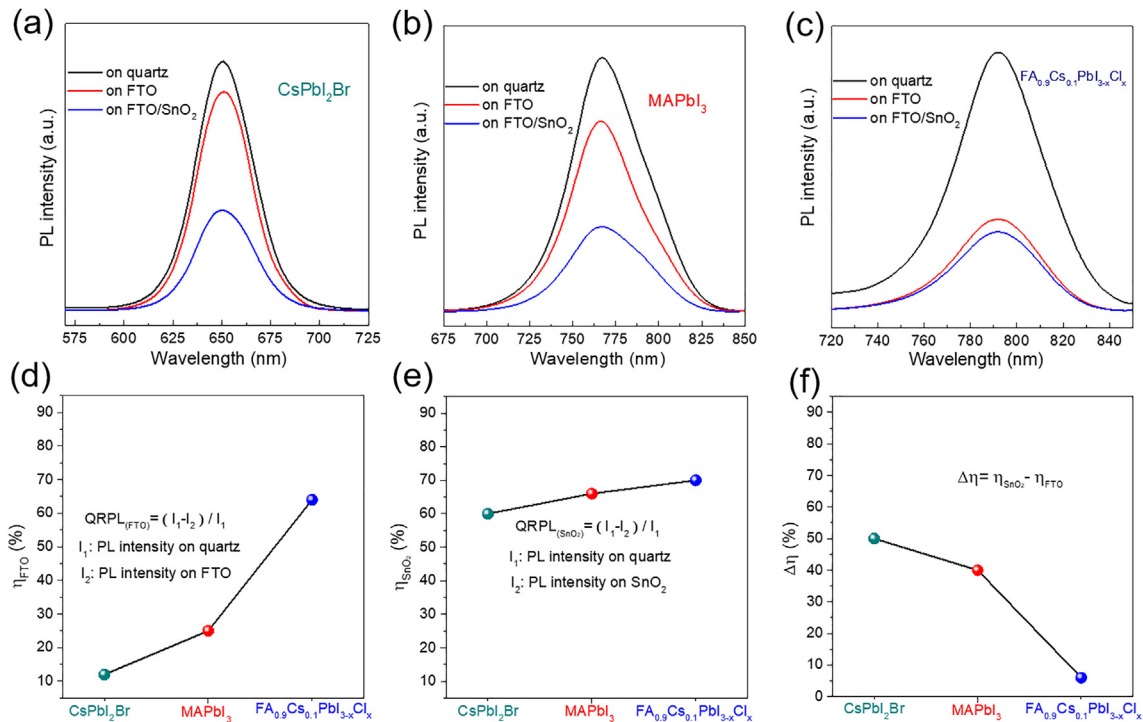 (a)
on quartz
on FTO
on FTO/SnO₂
CsPbI₂Br
PL intensity (a.u.)
575 600 625 650 675 700 725
Wavelength (nm)
(b)
on quartz
on FTO
on FTO/SnO₂
MAPbI₃
PL intensity (a.u.)
675 700 725 750 775 800 825 850
Wavelength (nm)
(c)
on quartz
on FTO
on FTO/SnO₂
FA₀.₉Cs₀.₁PbI₃₋ₓClₓ
PL intensity (a.u.)
720 740 760 780 800 820 840
Wavelength (nm)
(d)
90
80
70
60
50
40
30
20
10
η_FTO (%)
QRPL₍FTO₎= ( I₁-I₂ ) / I₁
I₁: PL intensity on quartz
I₂: PL intensity on FTO
CsPbI₂Br MAPbI₃ FA₀.₉Cs₀.₁PbI₃₋ₓClₓ
(e)
90
80
70
60
50
40
30
20
10
η_SnO₂ (%)
QRPL₍SnO₂₎= ( I₁-I₂ ) / I₁
I₁: PL intensity on quartz
I₂: PL intensity on SnO₂
CsPbI₂Br MAPbI₃ FA₀.₉Cs₀.₁PbI₃₋ₓClₓ
(f)
90
80
70
60
50
40
30
20
10
0
Δη (%)
Δη= η_SnO₂- η_FTO
CsPbI₂Br MAPbI₃ FA₀.₉Cs₀.₁PbI₃₋ₓClₓ